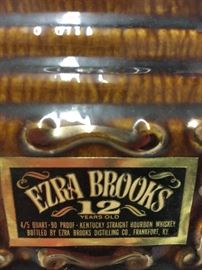 EZRA BROOKS
12
YEARS OLD
4/5 QUART-90 PROOF-KENTUCKY STRAIGHT BOURBON WHISKEY
BOTTLED BY EZRA BROOKS DISTILLING CO., FRANKFORT, KY.